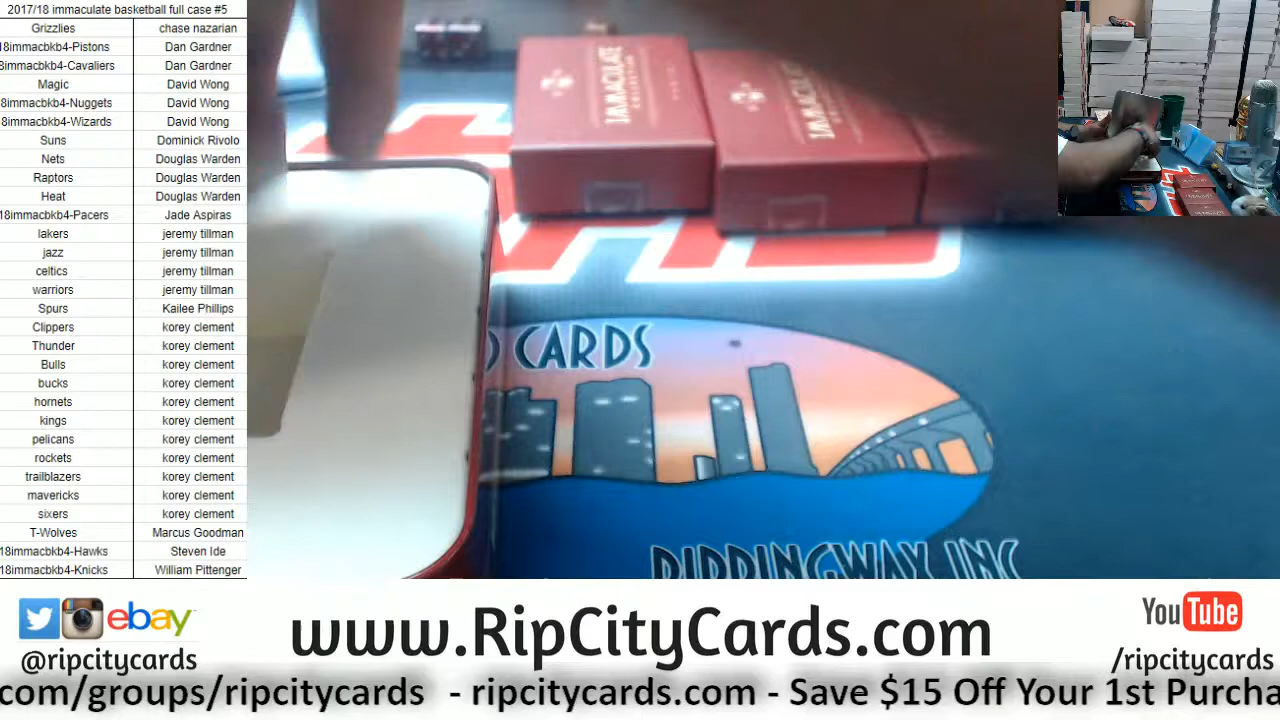 2017/18 immaculate basketball full case #5
Grizzlies chase nazarian
18immacbkb4-Pistons Dan Gardner
8immacbkb4-Cavaliers Dan Gardner
Magic David Wong
8immacbkb4-Nuggets David Wong
8immacbkb4-Wizards David Wong
Suns Dominick Rivolo
Nets Douglas Warden
Raptors Douglas Warden
Heat Douglas Warden
18immacbkb4-Pacers Jade Aspiras
lakers jeremy tillman
jazz jeremy tillman
celtics jeremy tillman
warriors jeremy tillman
Spurs Kailee Phillips
Clippers korey clement
Thunder korey clement
Bulls korey clement
bucks korey clement
hornets korey clement
kings korey clement
pelicans korey clement
rockets korey clement
trailblazers korey clement
mavericks korey clement
sixers korey clement
T-Wolves Marcus Goodman
18immacbkb4-Hawks Steven Ide
18immacbkb4-Knicks William Pittenger
IMMACULATE
COLLECTION
IMMACULATE
CARDS
RIPPINGWAX INC
ebay
@ripcitycards
www.RipCityCards.com
YouTube
/ripcitycards
com/groups/ripcitycards - ripcitycards.com - Save $15 Off Your 1st Purcha